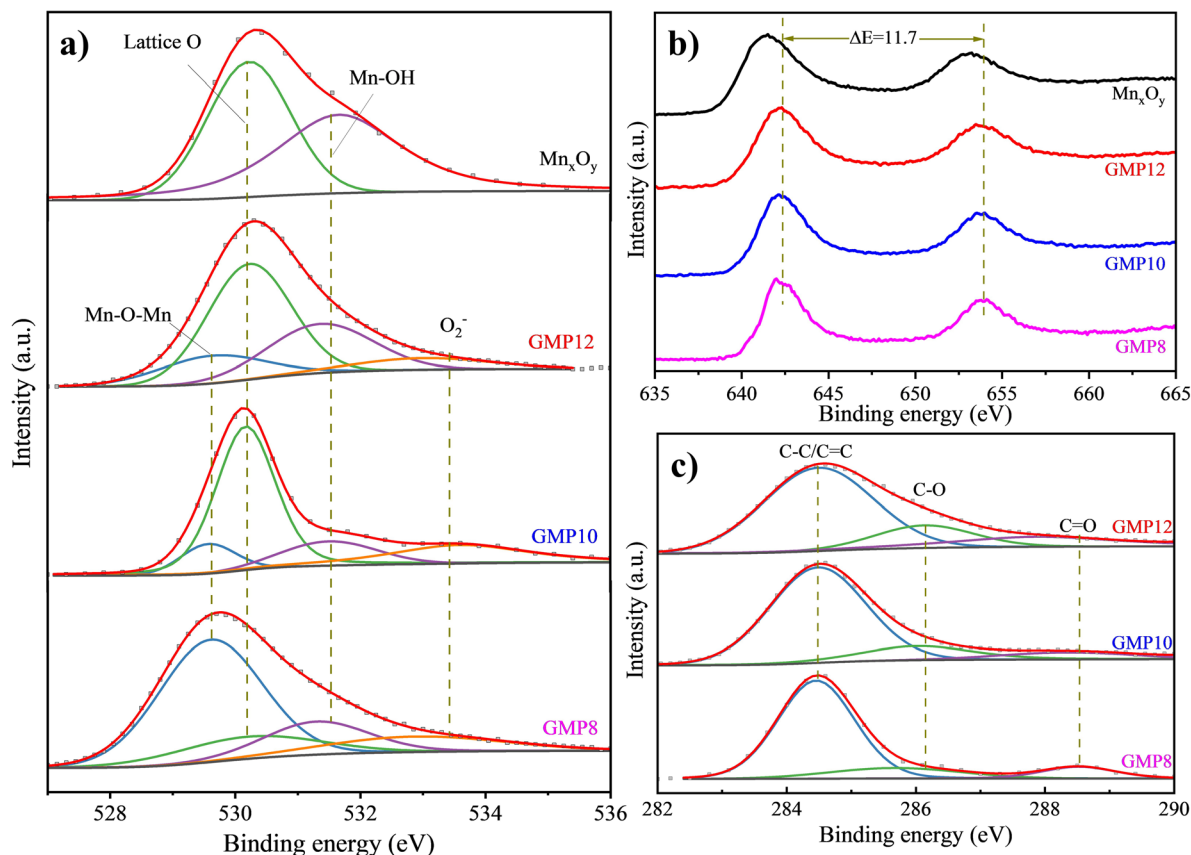 a)
Lattice O
Mn-OH
MnₓOᵧ
Mn-O-Mn
O₂⁻
GMP12
GMP10
GMP8
Intensity (a.u.)
528 530 532 534 536
Binding energy (eV)
b)
ΔE=11.7
MnₓOᵧ
GMP12
GMP10
GMP8
Intensity (a.u.)
635 640 645 650 655 660 665
Binding energy (eV)
c)
C-C/C=C
C-O
C=O
GMP12
GMP10
GMP8
Intensity (a.u.)
282 284 286 288 290
Binding energy (eV)